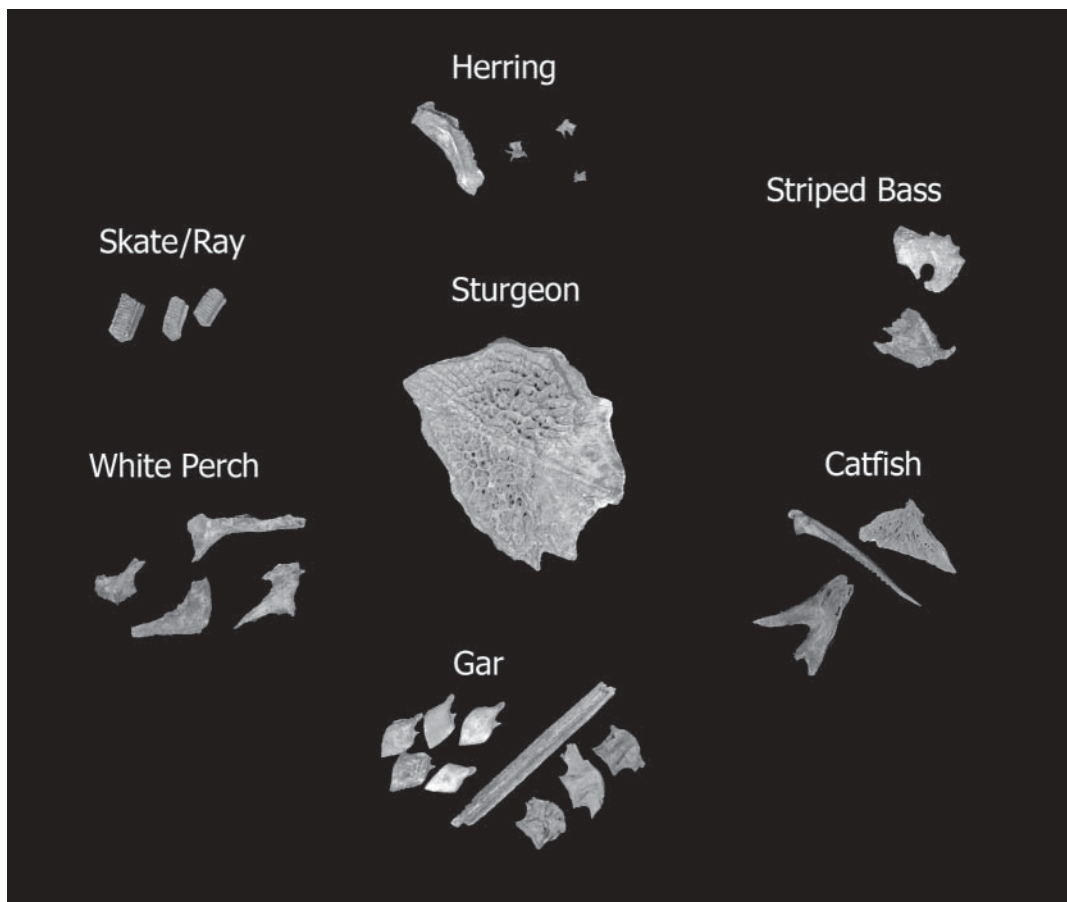 Herring
Striped Bass
Skate/Ray
Sturgeon
White Perch
Catfish
Gar